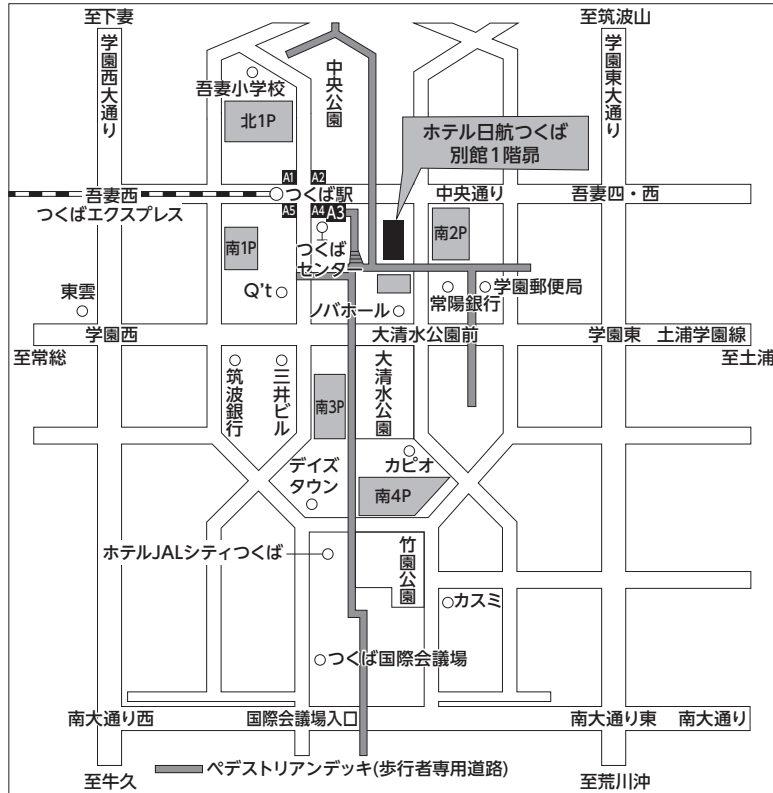 至下妻
至筑波山
学園西大通り
中央公園
学園東大通り
吾妻小学校
北1P
ホテル日航つくば
別館1階昴
A1
A2
吾妻西
つくば駅
中央通り
吾妻四・西
つくばエクスプレス
A5
A4
A3
南1P
つくば
センター
南2P
東雲
Q't
ノバホール
常陽銀行
学園郵便局
学園西
大清水公園前
学園東
土浦学園線
至常総
至土浦
筑波銀行
三井ビル
南3P
大清水公園
デイズ
タウン
カピオ
南4P
ホテルJALシティつくば
竹園公園
カスミ
つくば国際会議場
南大通り西
国際会議場入口
南大通り東
南大通り
至牛久
ペデストリアンデッキ(歩行者専用道路)
至荒川沖